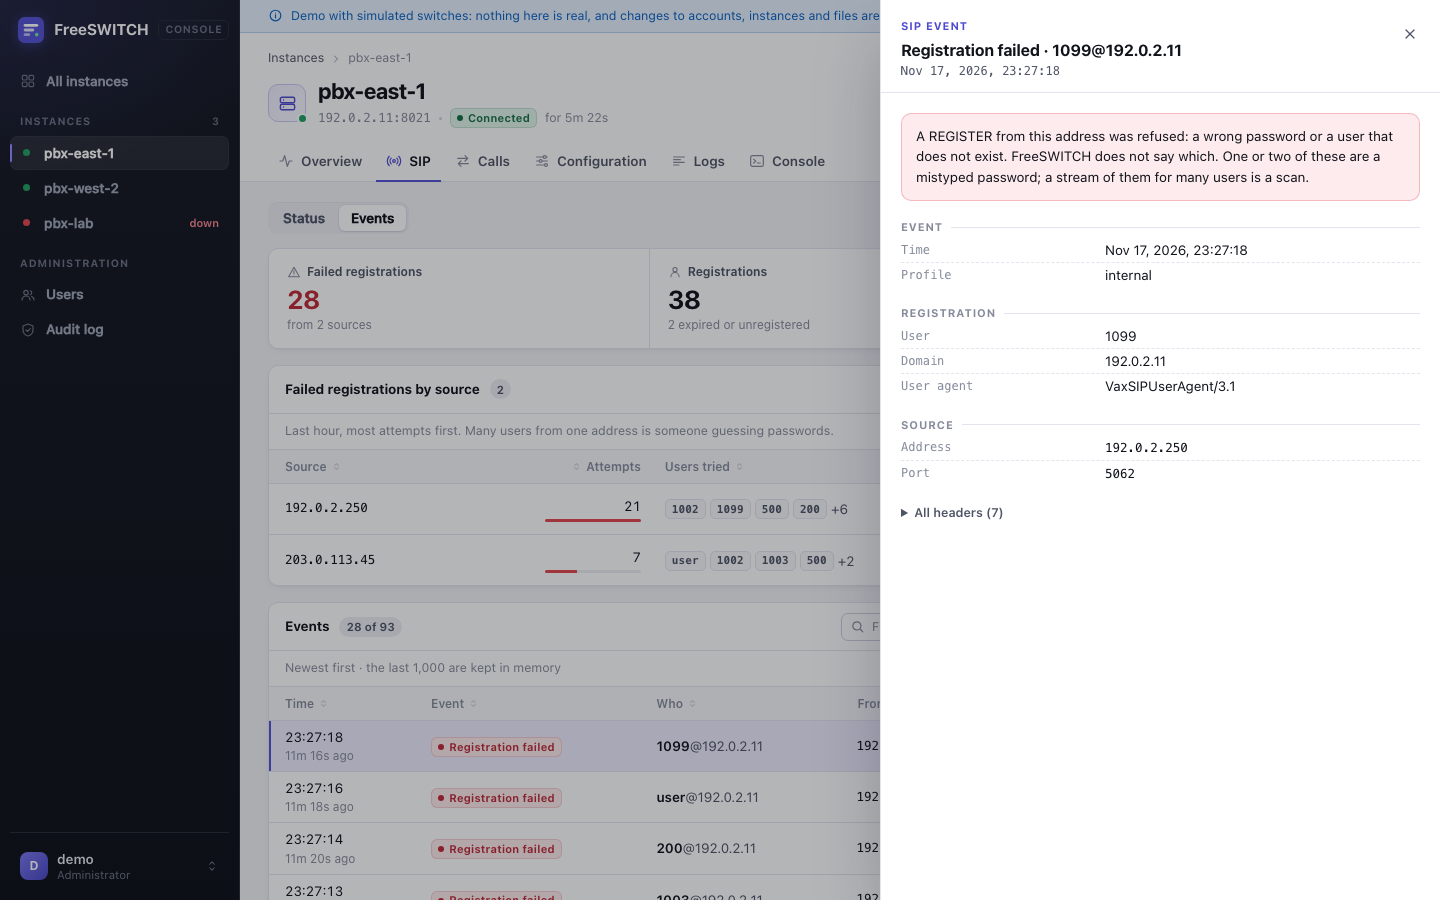 FreeSWITCH CONSOLE
All instances
INSTANCES 3
pbx-east-1
pbx-west-2
pbx-lab down
ADMINISTRATION
Users
Audit log
D
demo
Administrator
Demo with simulated switches: nothing here is real, and changes to accounts, instances and files are
Instances › pbx-east-1
pbx-east-1
192.0.2.11:8021 • Connected for 5m 22s
Overview SIP Calls Configuration Logs Console
Status Events
Failed registrations
28
from 2 sources
Registrations
38
2 expired or unregistered
Failed registrations by source 2
Last hour, most attempts first. Many users from one address is someone guessing passwords.
Source Attempts Users tried
192.0.2.250 21 1002 1099 500 200 +6
203.0.113.45 7 user 1002 1003 500 +2
Events 28 of 93 F
Newest first · the last 1,000 are kept in memory
Time Event Who From
23:27:18 Registration failed 1099@192.0.2.11 192
11m 16s ago
23:27:16 Registration failed user@192.0.2.11 192
11m 18s ago
23:27:14 Registration failed 200@192.0.2.11 192
11m 20s ago
23:27:13 Registration failed 1003@192.0.2.11 192
SIP EVENT
Registration failed · 1099@192.0.2.11
Nov 17, 2026, 23:27:18
A REGISTER from this address was refused: a wrong password or a user that
does not exist. FreeSWITCH does not say which. One or two of these are a
mistyped password; a stream of them for many users is a scan.
EVENT
Time Nov 17, 2026, 23:27:18
Profile internal
REGISTRATION
User 1099
Domain 192.0.2.11
User agent VaxSIPUserAgent/3.1
SOURCE
Address 192.0.2.250
Port 5062
All headers (7)